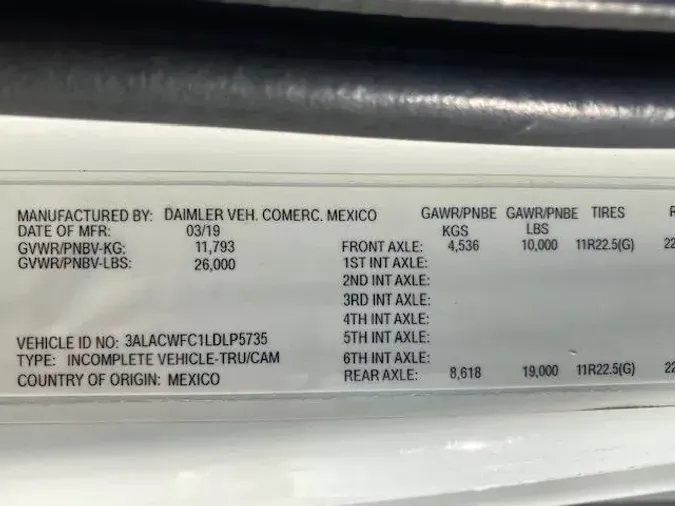 MANUFACTURED BY: DAIMLER VEH. COMERC. MEXICO
DATE OF MFR: 03/19
GVWR/PNBV-KG: 11,793
GVWR/PNBV-LBS: 26,000
VEHICLE ID NO: 3ALACWFC1LDLP5735
TYPE: INCOMPLETE VEHICLE-TRU/CAM
COUNTRY OF ORIGIN: MEXICO
GAWR/PNBE GAWR/PNBE TIRES R
KGS LBS
FRONT AXLE: 4,536 10,000 11R22.5(G) 22
1ST INT AXLE:
2ND INT AXLE:
3RD INT AXLE:
4TH INT AXLE:
5TH INT AXLE:
6TH INT AXLE:
REAR AXLE: 8,618 19,000 11R22.5(G) 22